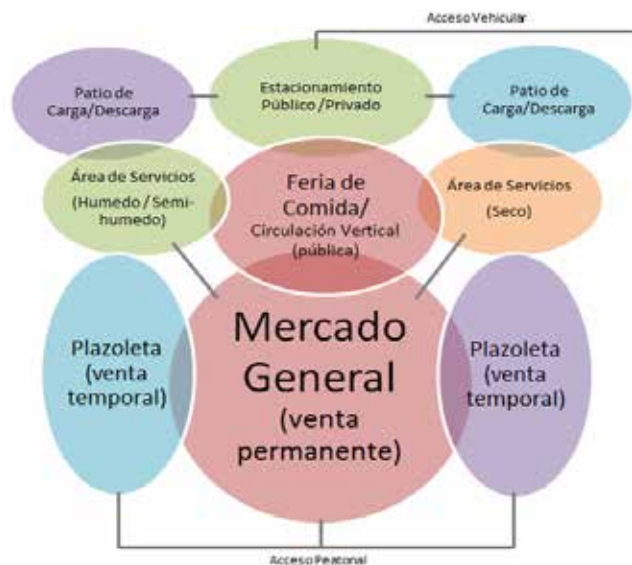 Acceso Vehicular
Patio de
Carga/Descarga
Estacionamiento
Público/Privado
Patio de
Carga/Descarga
Área de Servicios
(Humedo/Semi-
humedo)
Feria de
Comida/
Circulación Vertical
(pública)
Área de Servicios
(Seco)
Plazoleta
(venta
temporal)
Mercado
General
(venta
permanente)
Plazoleta
(venta
temporal)
Acceso Peatonal